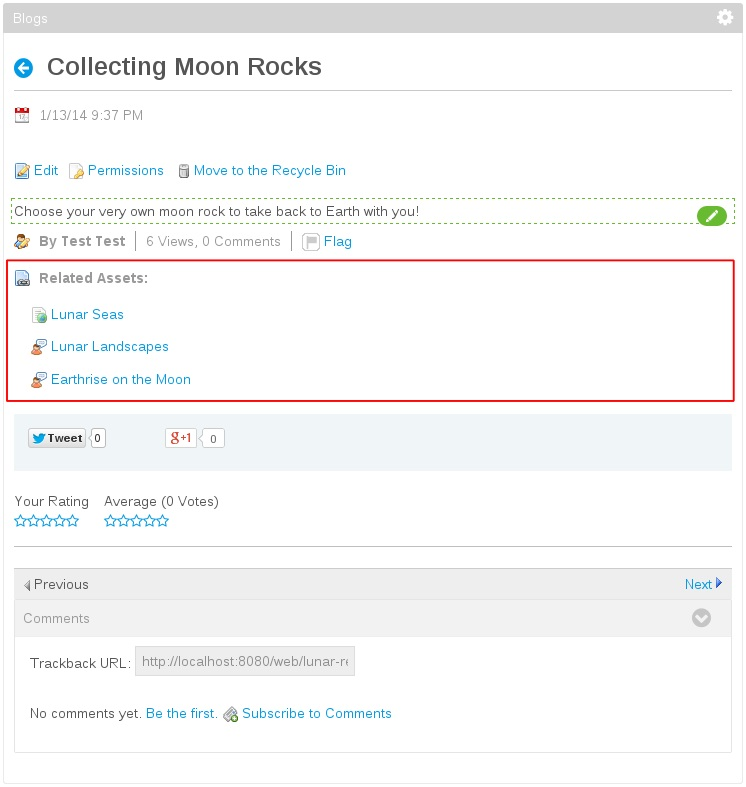 Blogs
Collecting Moon Rocks
1/13/14 9:37 PM
Edit Permissions Move to the Recycle Bin
Choose your very own moon rock to take back to Earth with you!
By Test Test 6 Views, 0 Comments Flag
Related Assets:
Lunar Seas
Lunar Landscapes
Earthrise on the Moon
Tweet 0 g+1 0
Your Rating Average (0 Votes)
Previous Next
Comments
Trackback URL: http://localhost:8080/web/lunar-re
No comments yet. Be the first. Subscribe to Comments